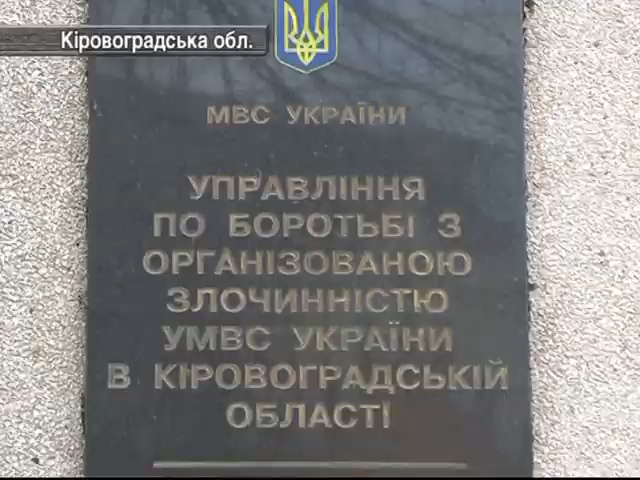 Кіровоградська обл.
МВС УКРАЇНИ
УПРАВЛІННЯ
ПО БОРОТЬБІ З
ОРГАНІЗОВАНОЮ
ЗЛОЧИННІСТЮ
УМВС УКРАЇНИ
В КІРОВОГРАДСЬКІЙ
ОБЛАСТІ